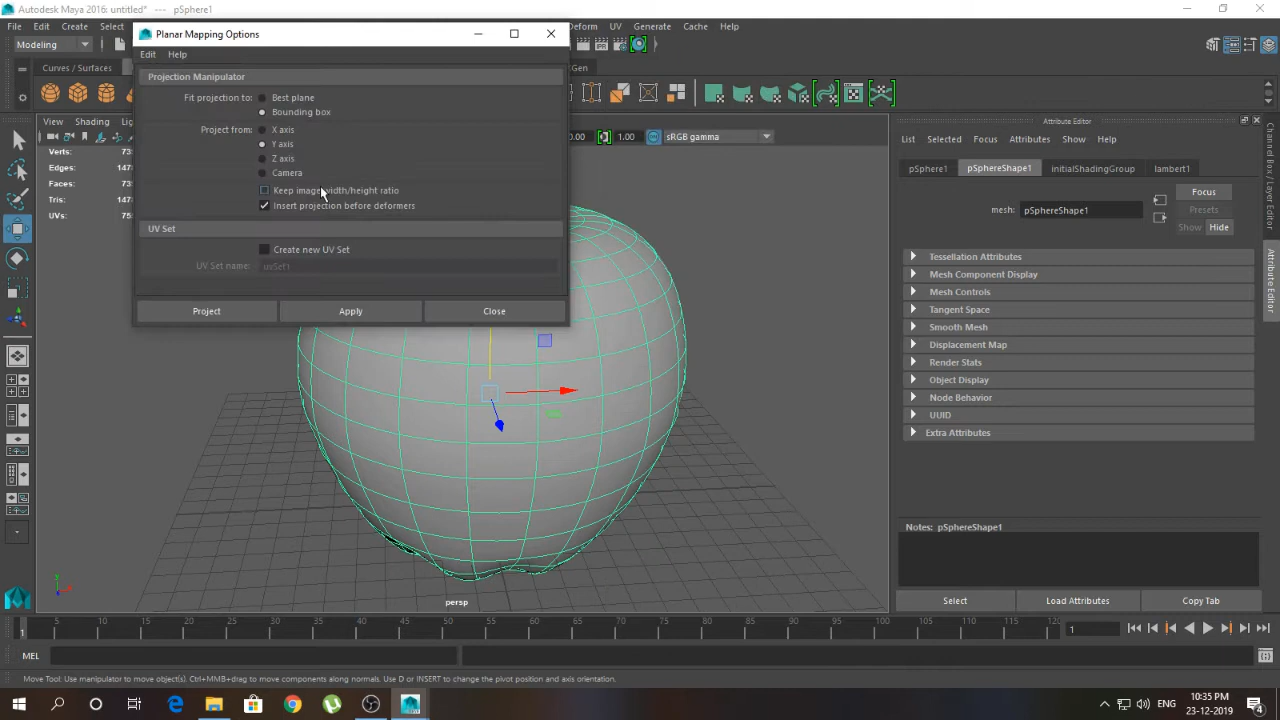 Autodesk Maya 2016: untitled* --- pSphere1
File Edit Create Select Deform UV Generate Cache Help
Planar Mapping Options
Edit Help
Modeling
Curves / Surfaces
Projection Manipulator
Fit projection to: Best plane
Bounding box
Project from: X axis
Y axis
Z axis
Camera
Keep image width/height ratio
Insert projection before deformers
UV Set
Create new UV Set
UV Set name: uvSet1
Project Apply Close
View Shading
0.00 1.00 sRGB gamma
Verts:
Edges: 147
Faces:
Tris: 147
UVs:
persp
Attribute Editor
List Selected Focus Attributes Show Help
pSphere1 pSphereShape1 initialShadingGroup lambert1
mesh: pSphereShape1
Focus
Presets
Show Hide
Tessellation Attributes
Mesh Component Display
Mesh Controls
Tangent Space
Smooth Mesh
Displacement Map
Render Stats
Object Display
Node Behavior
UUID
Extra Attributes
Notes: pSphereShape1
Select Load Attributes Copy Tab
Attribute Editor
1 5 10 15 20 25 30 35 40 45 50 55 60 65 70 75 80 85 90 95 100 105 110 115 120 1
MEL
Move Tool: Use manipulator to move object(s). Ctrl+MMB+drag to move components along normals. Use D or INSERT to change the pivot position and axis orientation.
ENG
10:35 PM
23-12-2019
4